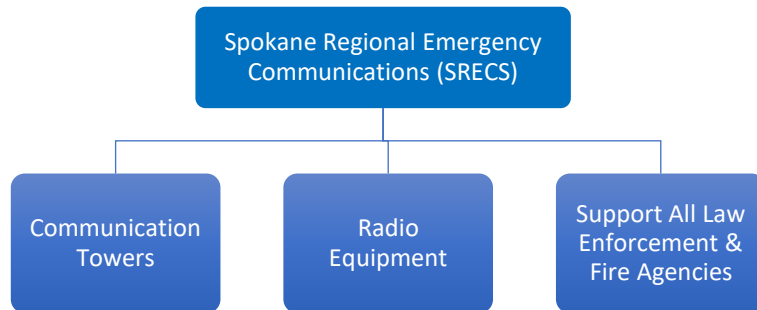 Spokane Regional Emergency
Communications (SRECS)
Communication
Towers
Radio
Equipment
Support All Law
Enforcement &
Fire Agencies